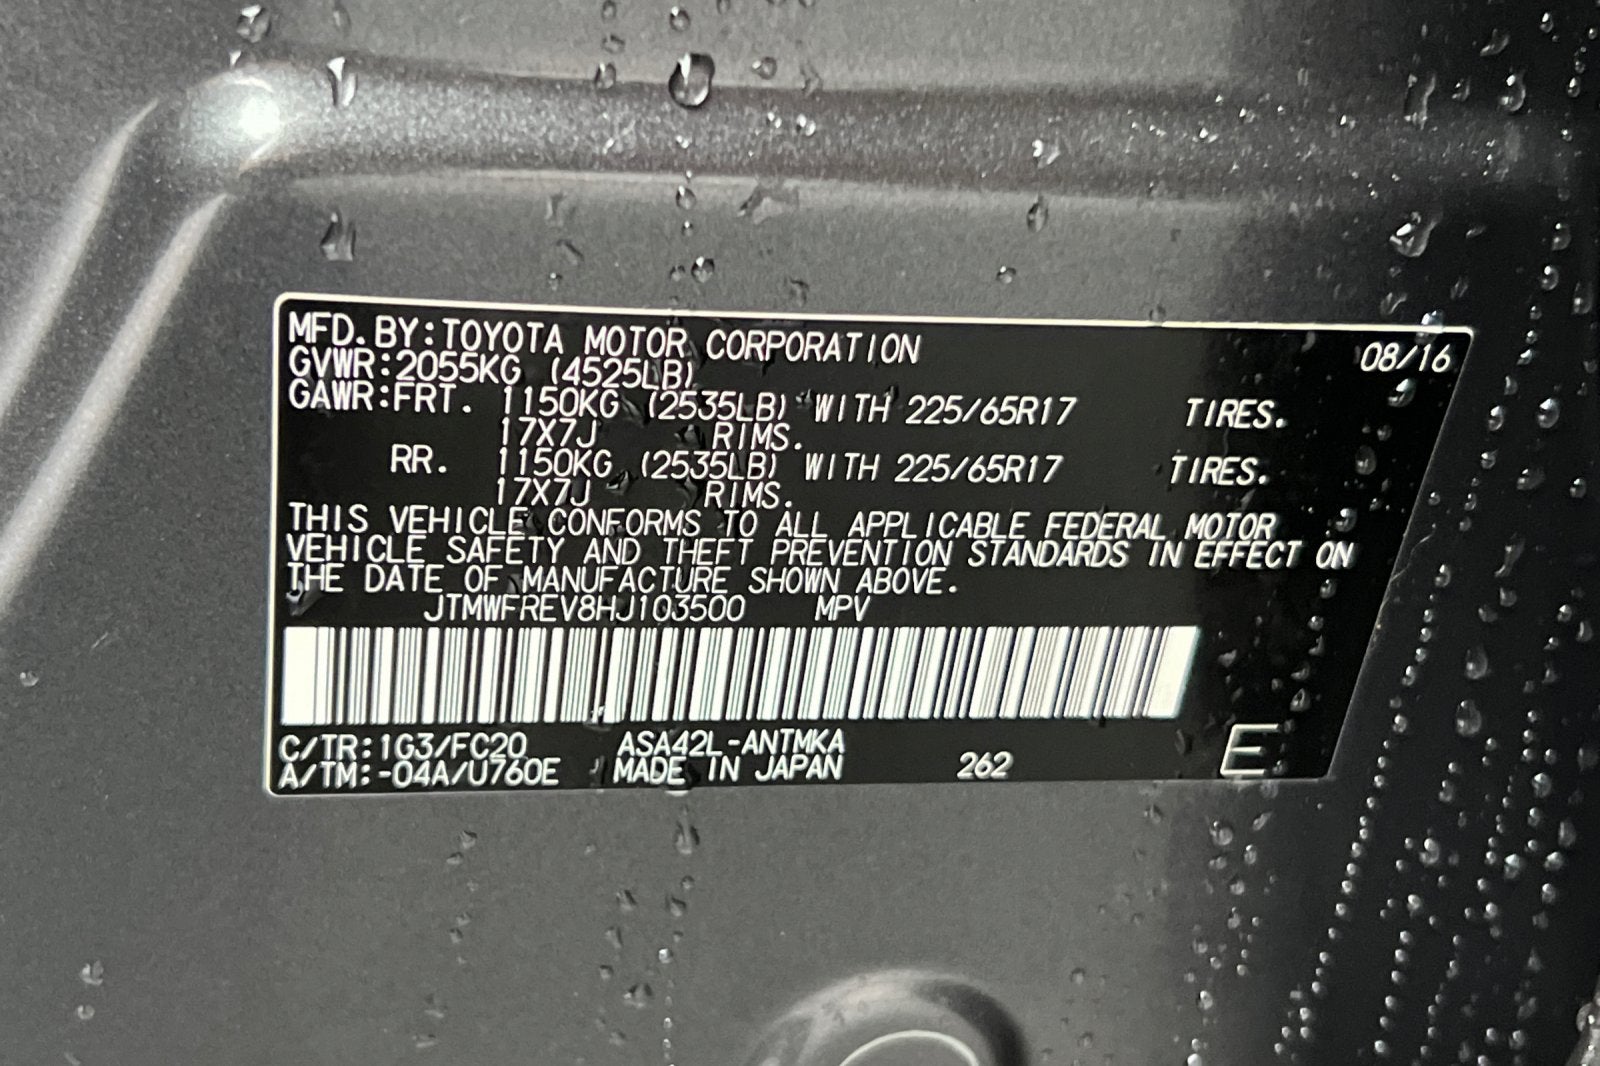 MFD. BY: TOYOTA MOTOR CORPORATION 08/16
GVWR: 2055KG (4525LB)
GAWR: FRT. 1150KG (2535LB) WITH 225/65R17 TIRES.
17X7J RIMS.
RR. 1150KG (2535LB) WITH 225/65R17 TIRES.
17X7J RIMS.
THIS VEHICLE CONFORMS TO ALL APPLICABLE FEDERAL MOTOR
VEHICLE SAFETY AND THEFT PREVENTION STANDARDS IN EFFECT ON
THE DATE OF MANUFACTURE SHOWN ABOVE.
JTMWFREV8HJ103500 MPV
C/TR: 1G3/FC20 ASA42L-ANTMKA
A/TM: -04A/U760E MADE IN JAPAN 262 E